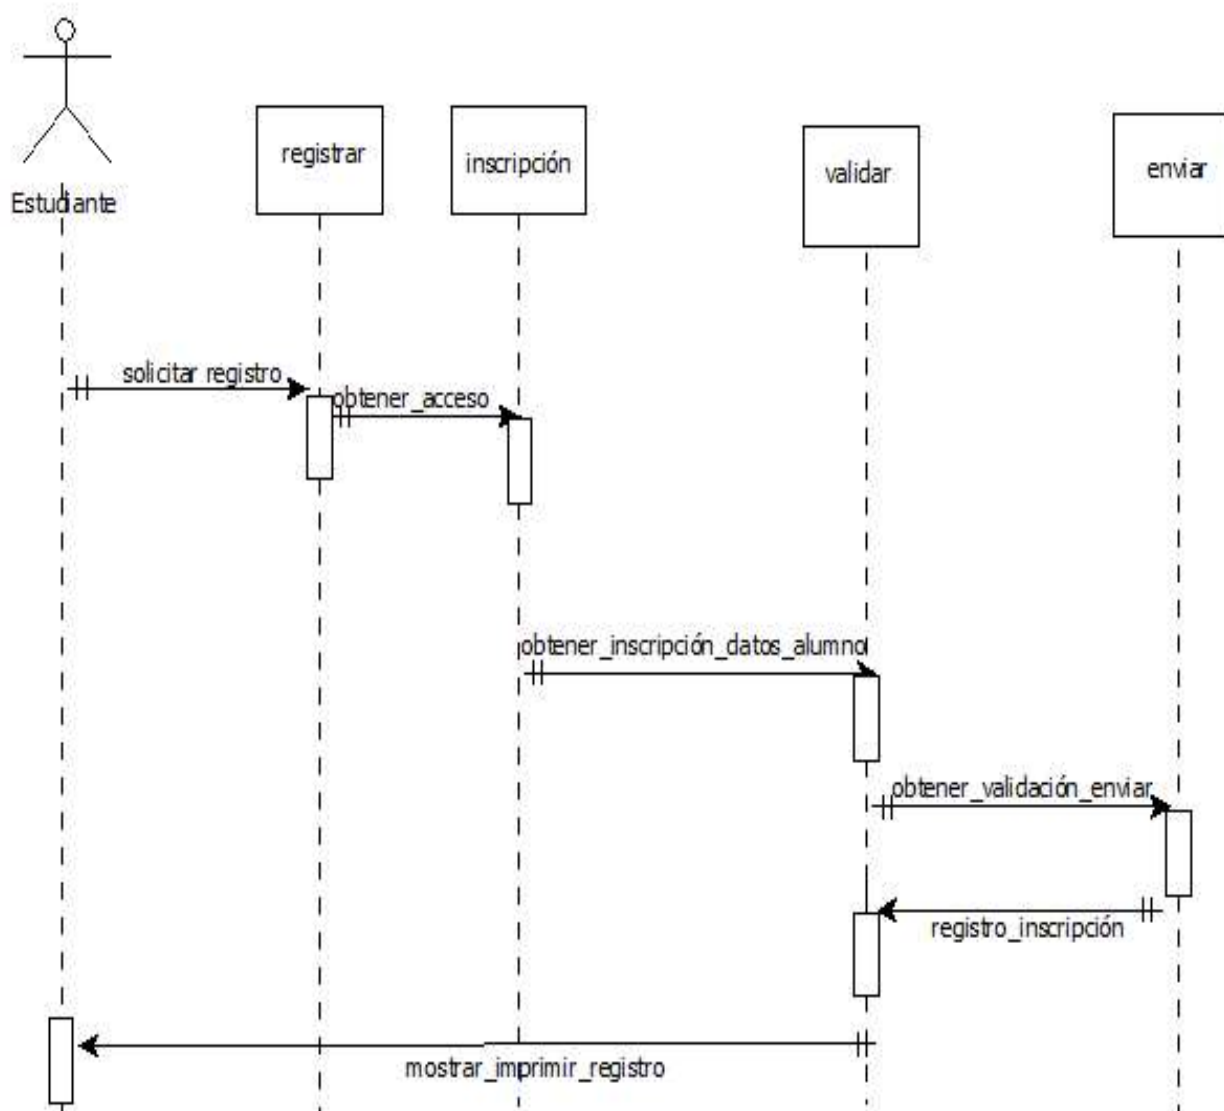 registrar
inscripción
validar
enviar
Estudiante
solicitar registro
obtener_acceso
obtener_inscripción_datos_alumno
obtener_validación_enviar
registro_inscripción
mostrar_imprimir_registro